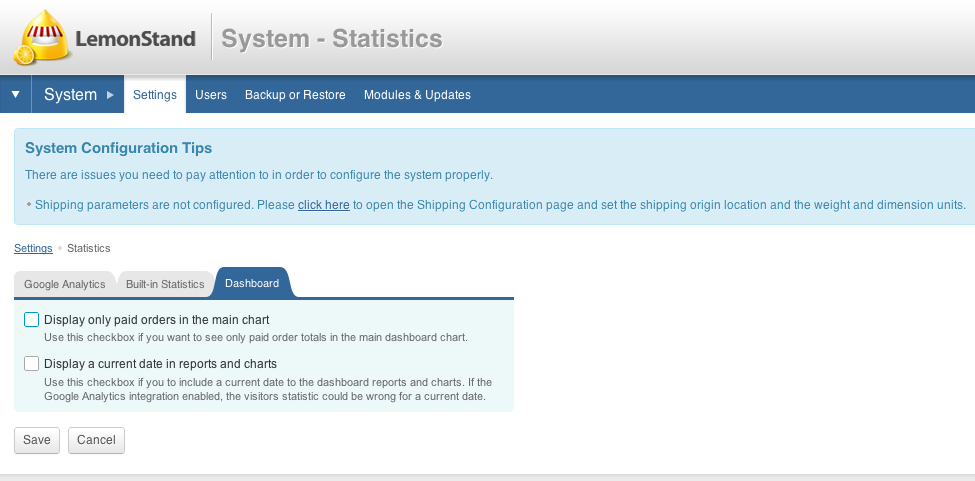 LemonStand
System - Statistics
▼ System ▶ Settings Users Backup or Restore Modules & Updates
System Configuration Tips
There are issues you need to pay attention to in order to configure the system properly.
• Shipping parameters are not configured. Please click here to open the Shipping Configuration page and set the shipping origin location and the weight and dimension units.
Settings • Statistics
Google Analytics Built-in Statistics Dashboard
Display only paid orders in the main chart
Use this checkbox if you want to see only paid order totals in the main dashboard chart.
Display a current date in reports and charts
Use this checkbox if you to include a current date to the dashboard reports and charts. If the
Google Analytics integration enabled, the visitors statistic could be wrong for a current date.
Save Cancel